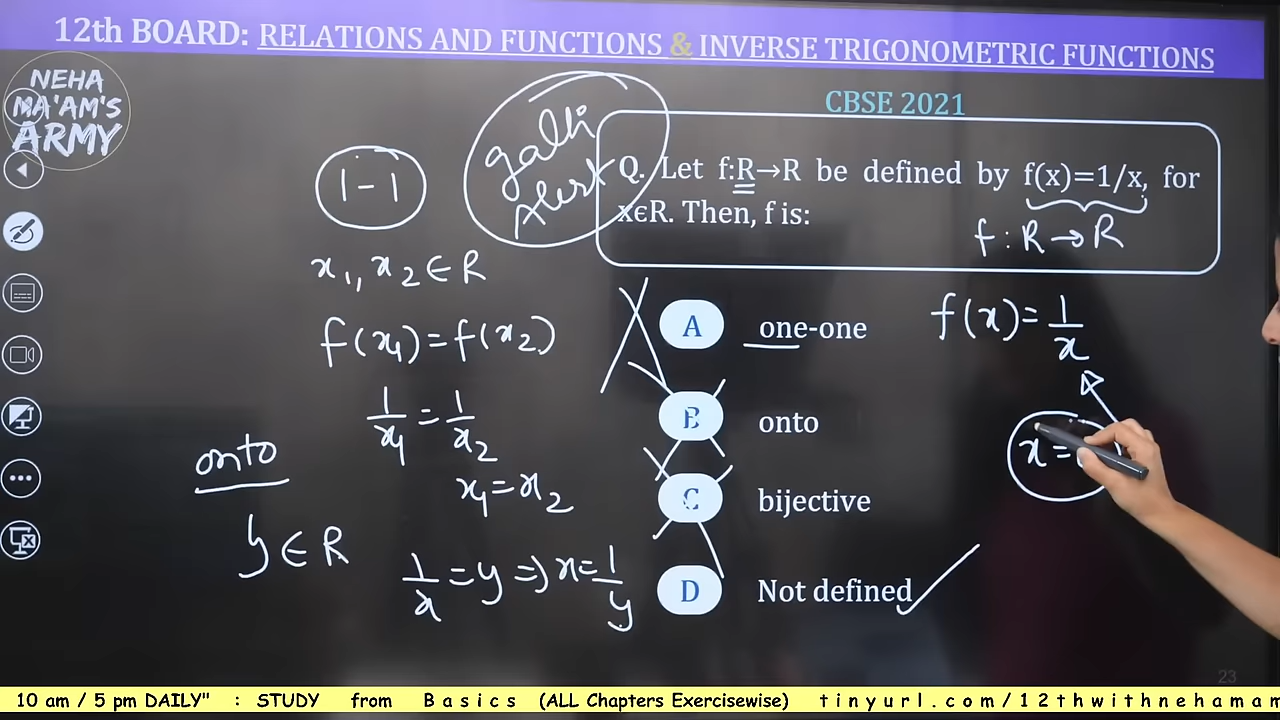 12th BOARD: RELATIONS AND FUNCTIONS & INVERSE TRIGONOMETRIC FUNCTIONS
NEHA
MA'AM'S
ARMY
CBSE 2021
1-1
galti
Alert
Q. Let f:R→R be defined by f(x)=1/x, for
xϵR. Then, f is:
f : R → R
x₁, x₂ ∈ R
f(x₁) = f(x₂)
1/x₁ = 1/x₂
x₁ = x₂
onto
y ∈ R
1/x = y ⇒ x = 1/y
A one-one
B onto
C bijective
D Not defined
f(x) = 1/x
x =
23
10 am / 5 pm DAILY" : STUDY from Basics (ALL Chapters Exercisewise) tinyurl.com/12thwithnehamam